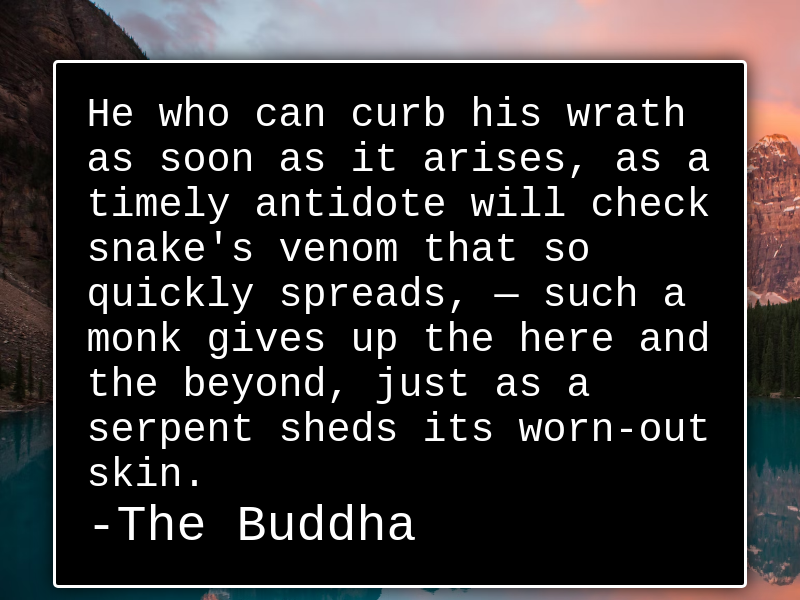 He who can curb his wrath
as soon as it arises, as a
timely antidote will check
snake's venom that so
quickly spreads, — such a
monk gives up the here and
the beyond, just as a
serpent sheds its worn-out
skin.
-The Buddha